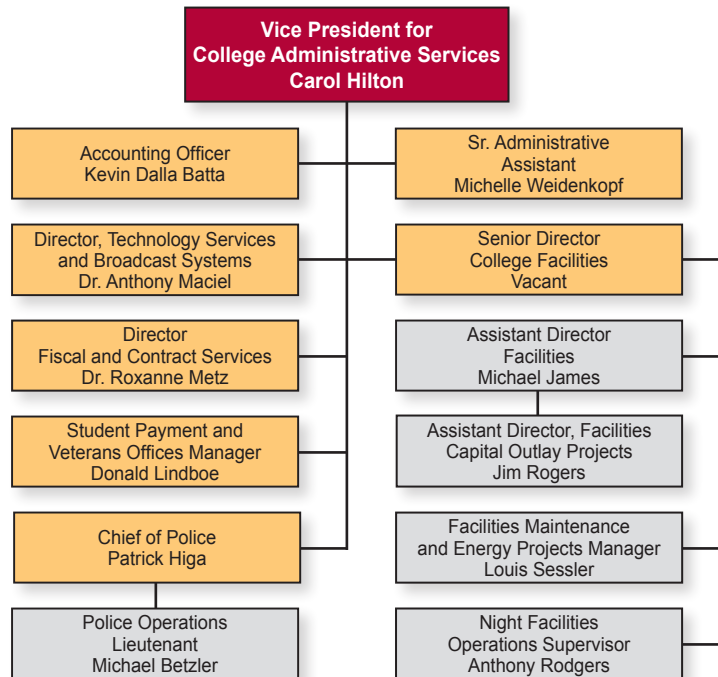 Vice President for
College Administrative Services
Carol Hilton
Accounting Officer
Kevin Dalla Batta
Sr. Administrative
Assistant
Michelle Weidenkopf
Director, Technology Services
and Broadcast Systems
Dr. Anthony Maciel
Senior Director
College Facilities
Vacant
Director
Fiscal and Contract Services
Dr. Roxanne Metz
Assistant Director
Facilities
Michael James
Student Payment and
Veterans Offices Manager
Donald Lindboe
Assistant Director, Facilities
Capital Outlay Projects
Jim Rogers
Chief of Police
Patrick Higa
Facilities Maintenance
and Energy Projects Manager
Louis Sessler
Police Operations
Lieutenant
Michael Betzler
Night Facilities
Operations Supervisor
Anthony Rodgers